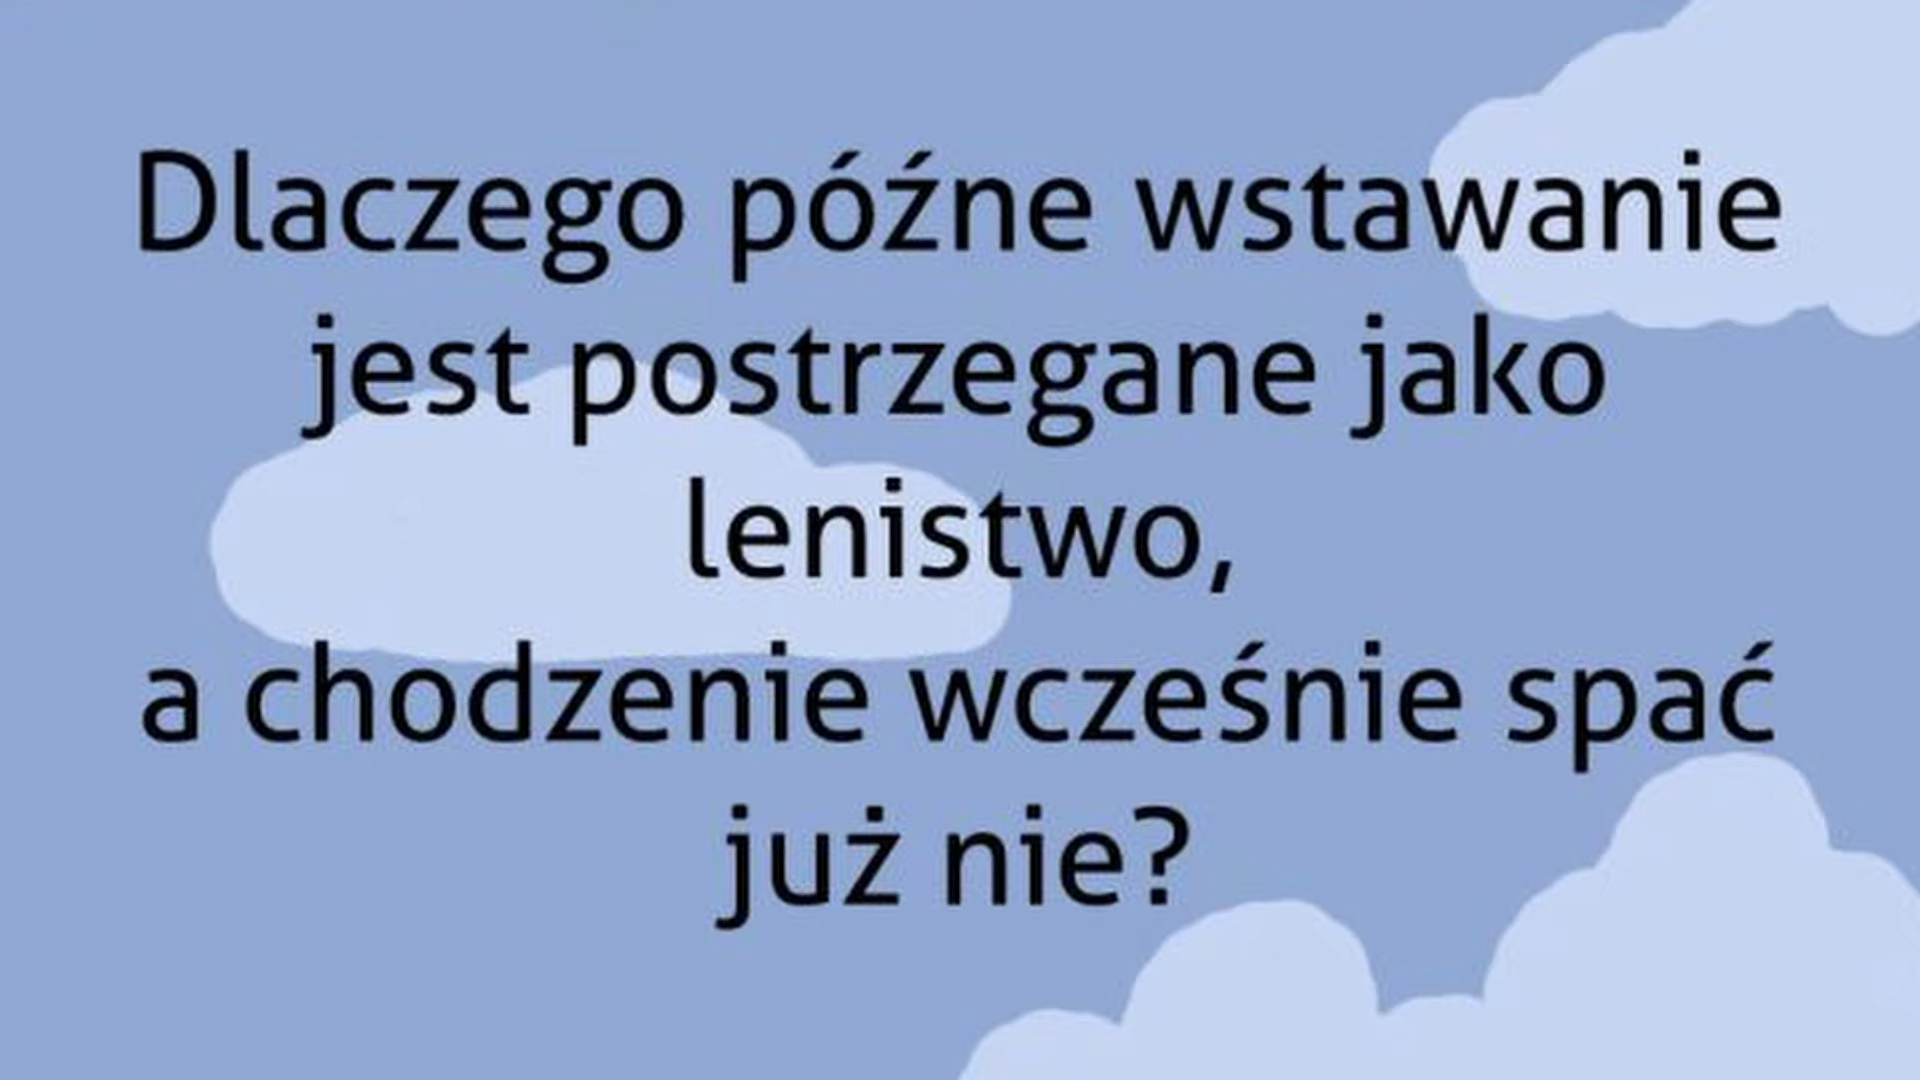 Dlaczego późne wstawanie
jest postrzegane jako
lenistwo,
a chodzenie wcześnie spać
już nie?